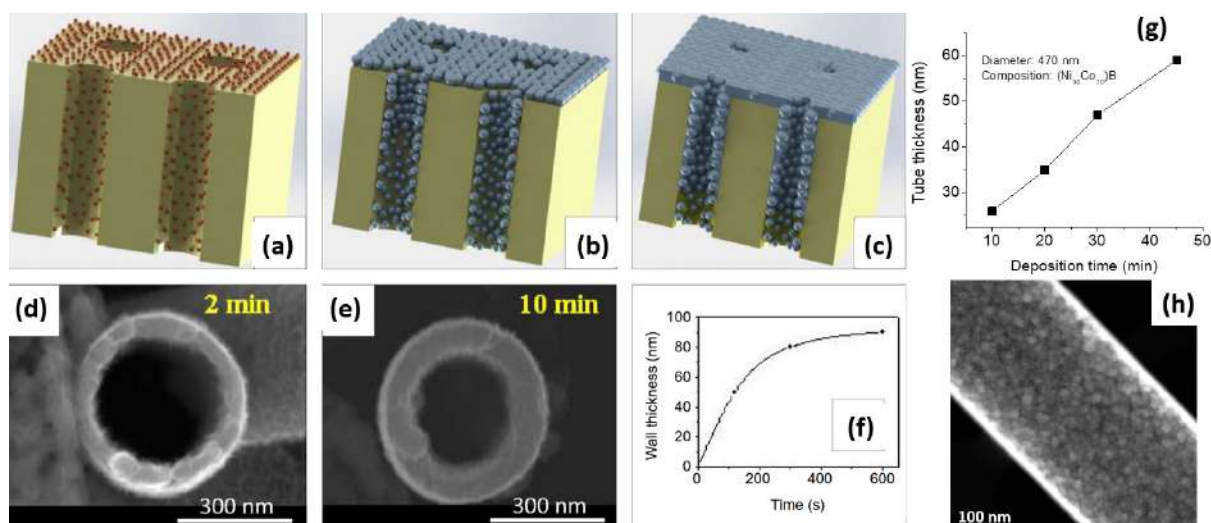 (a)
(b)
(c)
(g)
Tube thickness (nm)
60
50
40
30
Diameter: 470 nm
Composition: (Ni₃₀Co₇₀)B
10 20 30 40 50
Deposition time (min)
(d)
2 min
300 nm
(e)
10 min
300 nm
Wall thickness (nm)
100
80
60
40
20
0
(f)
0 200 400 600
Time (s)
(h)
100 nm